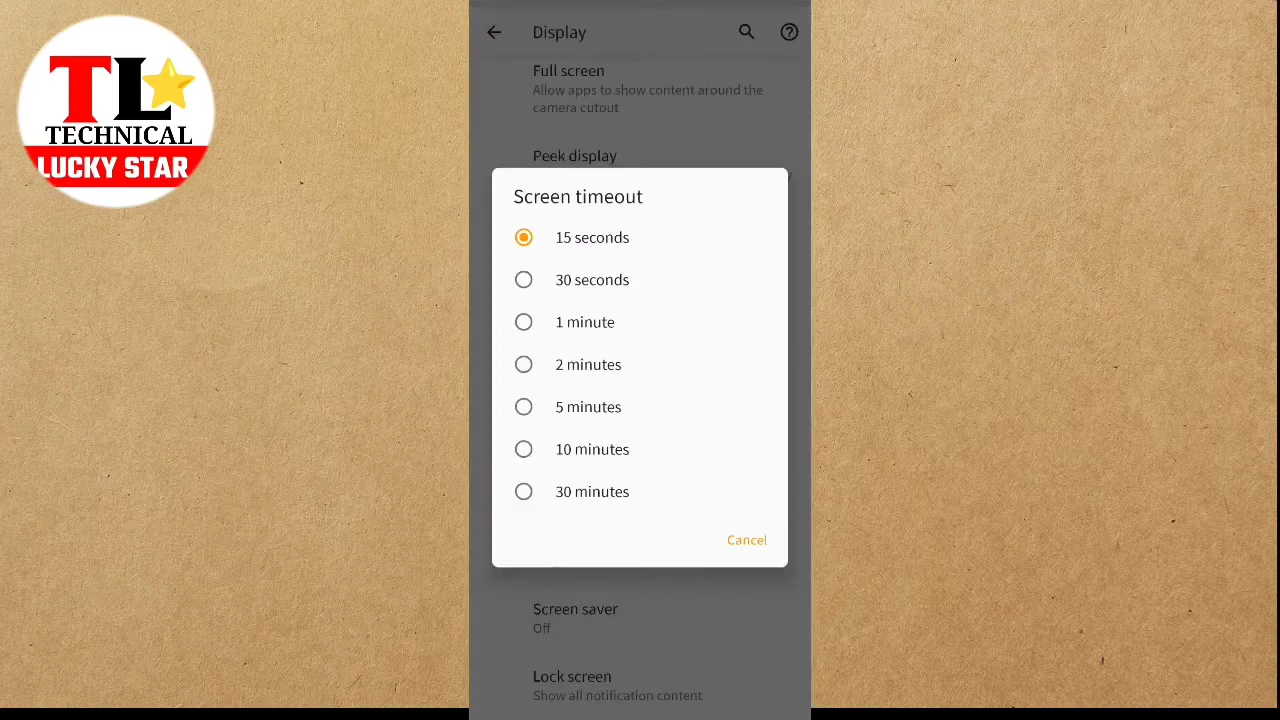 TL
TECHNICAL
LUCKY STAR
Display
Full screen
Allow apps to show content around the
camera cutout
Peek display
Screen timeout
15 seconds
30 seconds
1 minute
2 minutes
5 minutes
10 minutes
30 minutes
Cancel
Screen saver
Off
Lock screen
Show all notification content